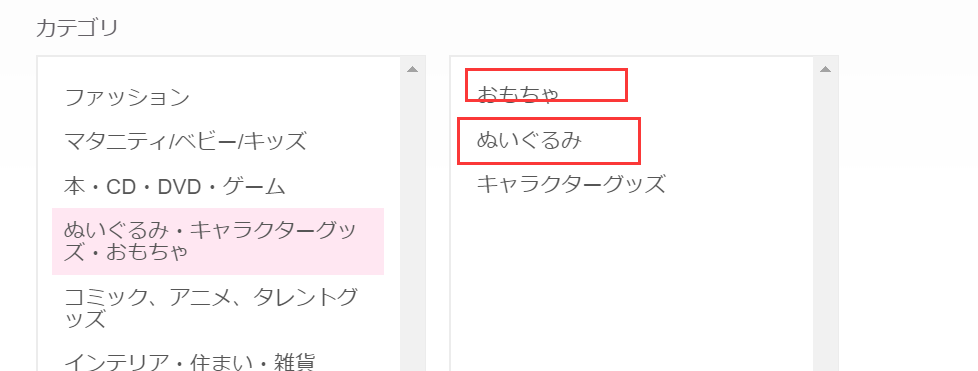 カテゴリ
ファッション
マタニティ/ベビー/キッズ
本・CD・DVD・ゲーム
ぬいぐるみ・キャラクターグッ
ズ・おもちゃ
コミック、アニメ、タレントグ
ッズ
インテリア・住まい・雑貨
おもちゃ
ぬいぐるみ
キャラクターグッズ